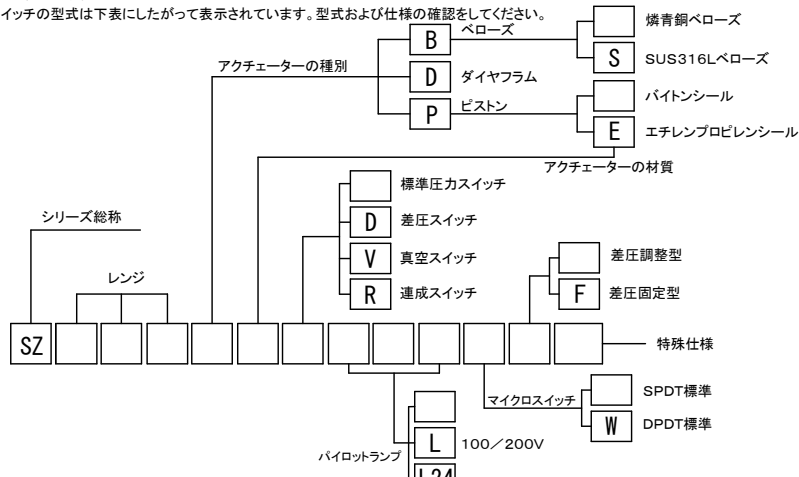 イッチの型式は下表にしたがって表示されています。型式および仕様の確認をしてください。
B
ベローズ
燐青銅ベローズ
S
SUS316Lベローズ
アクチェーターの種別
D
ダイヤフラム
P
ピストン
バイトンシール
E
エチレンプロピレンシール
アクチェーターの材質
標準圧力スイッチ
D
差圧スイッチ
V
真空スイッチ
R
連成スイッチ
シリーズ総称
レンジ
差圧調整型
F
差圧固定型
SZ
特殊仕様
マイクロスイッチ
SPDT標準
W
DPDT標準
パイロットランプ
L
100/200V
L24